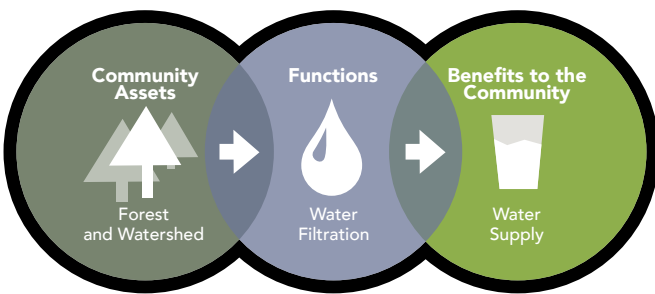 Community
Assets
Forest
and Watershed
Functions
Water
Filtration
Benefits to the
Community
Water
Supply